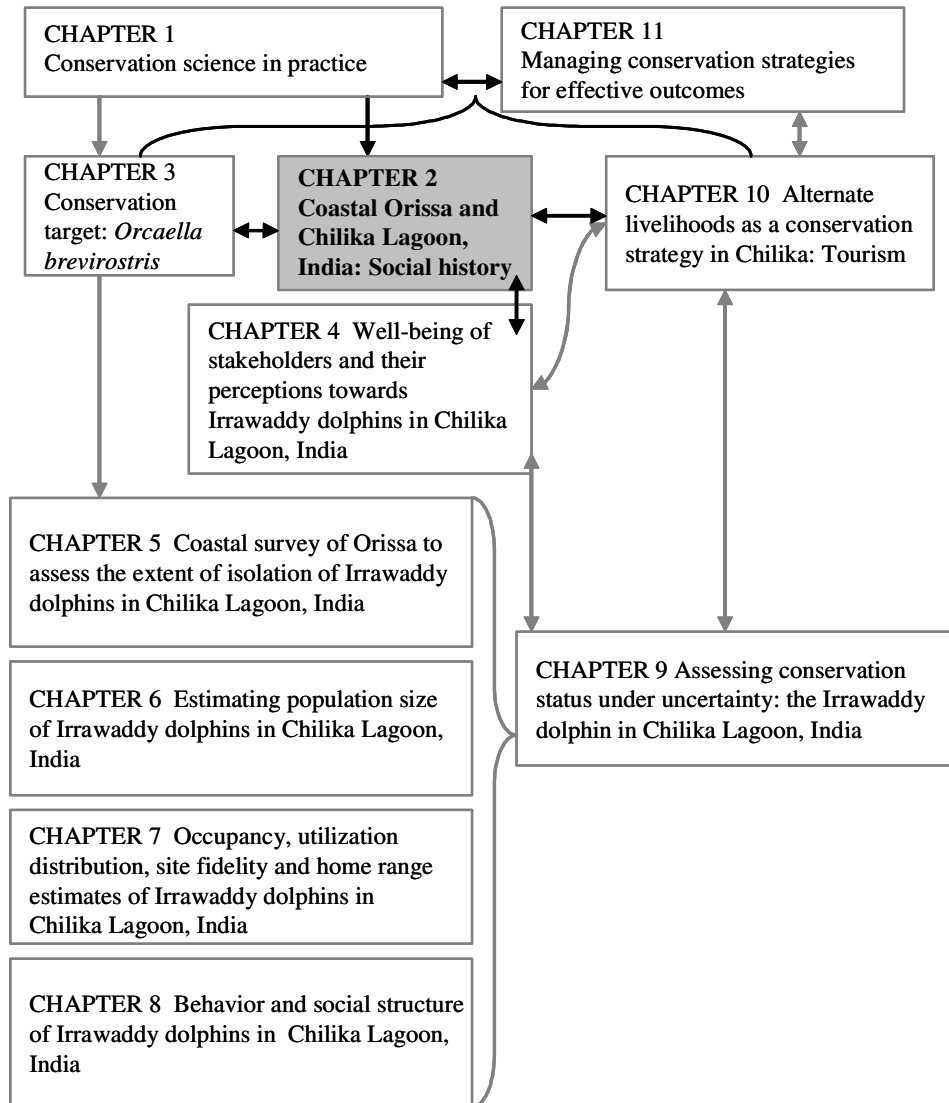 CHAPTER 1
Conservation science in practice
CHAPTER 11
Managing conservation strategies
for effective outcomes
CHAPTER 3
Conservation
target: Orcaella
brevirostris
CHAPTER 2
Coastal Orissa and
Chilika Lagoon,
India: Social history
CHAPTER 10 Alternate
livelihoods as a conservation
strategy in Chilika: Tourism
CHAPTER 4 Well-being of
stakeholders and their
perceptions towards
Irrawaddy dolphins in Chilika
Lagoon, India
CHAPTER 5 Coastal survey of Orissa to
assess the extent of isolation of Irrawaddy
dolphins in Chilika Lagoon, India
CHAPTER 6 Estimating population size
of Irrawaddy dolphins in Chilika Lagoon,
India
CHAPTER 7 Occupancy, utilization
distribution, site fidelity and home range
estimates of Irrawaddy dolphins in
Chilika Lagoon, India
CHAPTER 8 Behavior and social structure
of Irrawaddy dolphins in Chilika Lagoon,
India
CHAPTER 9 Assessing conservation
status under uncertainty: the Irrawaddy
dolphin in Chilika Lagoon, India